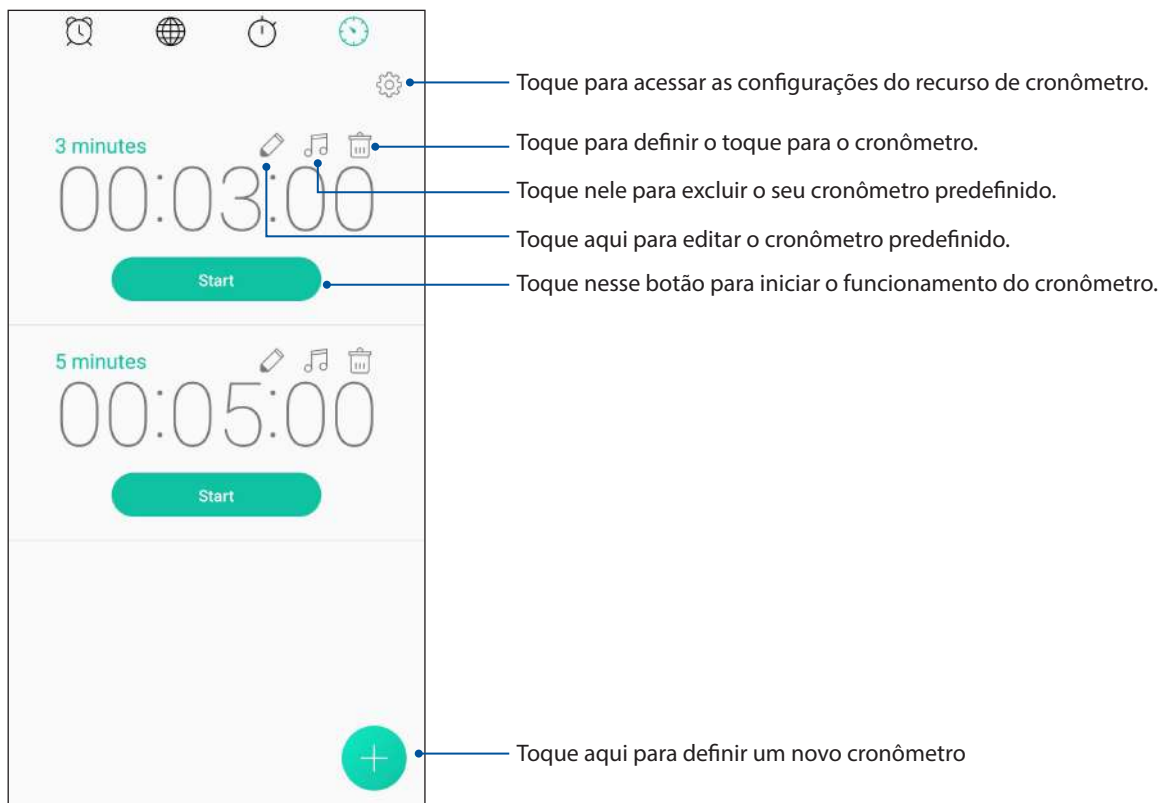 Toque para acessar as configurações do recurso de cronômetro.
3 minutes
Toque para definir o toque para o cronômetro.
00:03:00
Toque nele para excluir o seu cronômetro predefinido.
Toque aqui para editar o cronômetro predefinido.
Start
Toque nesse botão para iniciar o funcionamento do cronômetro.
5 minutes
00:05:00
Start
Toque aqui para definir um novo cronômetro